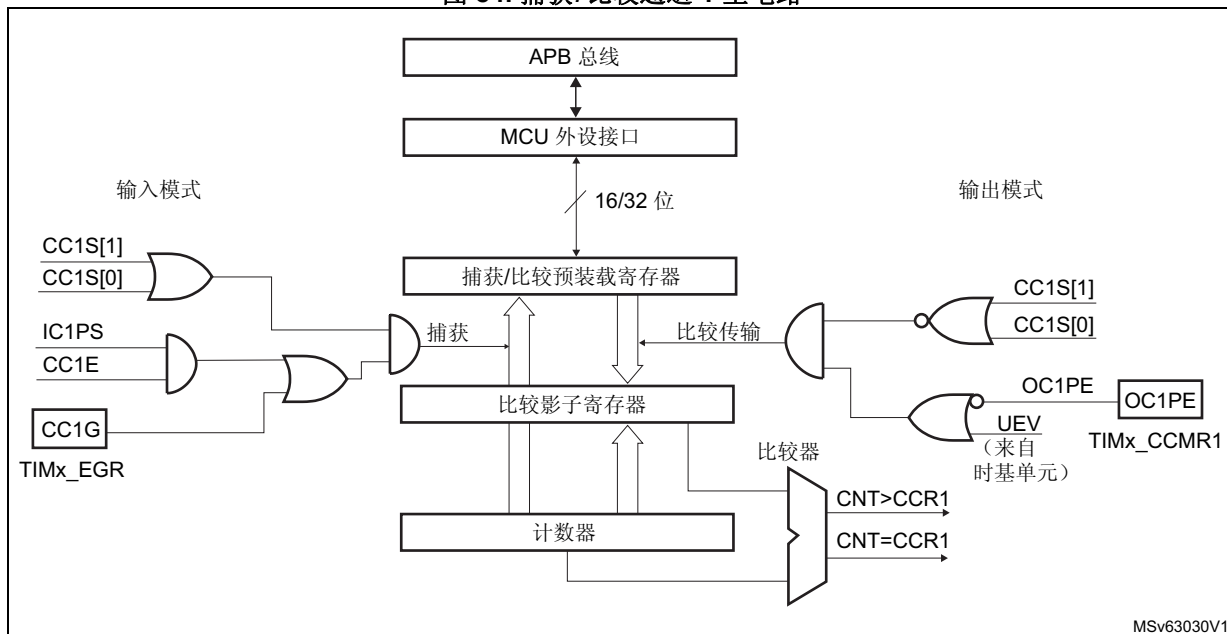 APB 总线
MCU 外设接口
输入模式
16/32 位
输出模式
CC1S[1]
CC1S[0]
捕获/比较预装载寄存器
CC1S[1]
CC1S[0]
IC1PS
CC1E
捕获
比较传输
比较影子寄存器
OC1PE
OC1PE
CC1G
TIMx_EGR
UEV
(来自
时基单元)
TIMx_CCMR1
比较器
CNT>CCR1
计数器
CNT=CCR1
MSv63030V1